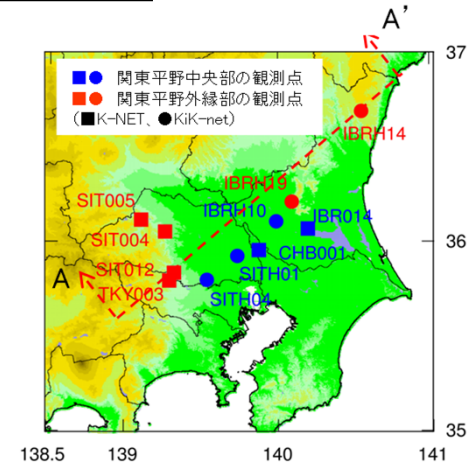 A’
37
関東平野中央部の観測点
関東平野外縁部の観測点
(■K-NET、●KiK-net)
IBRH14
IBRH19
SIT005
IBRH10
IBR014
SIT004
CHB001
36
A
SIT012
SITH01
TKY003
SITH04
35
138.5
139
140
141